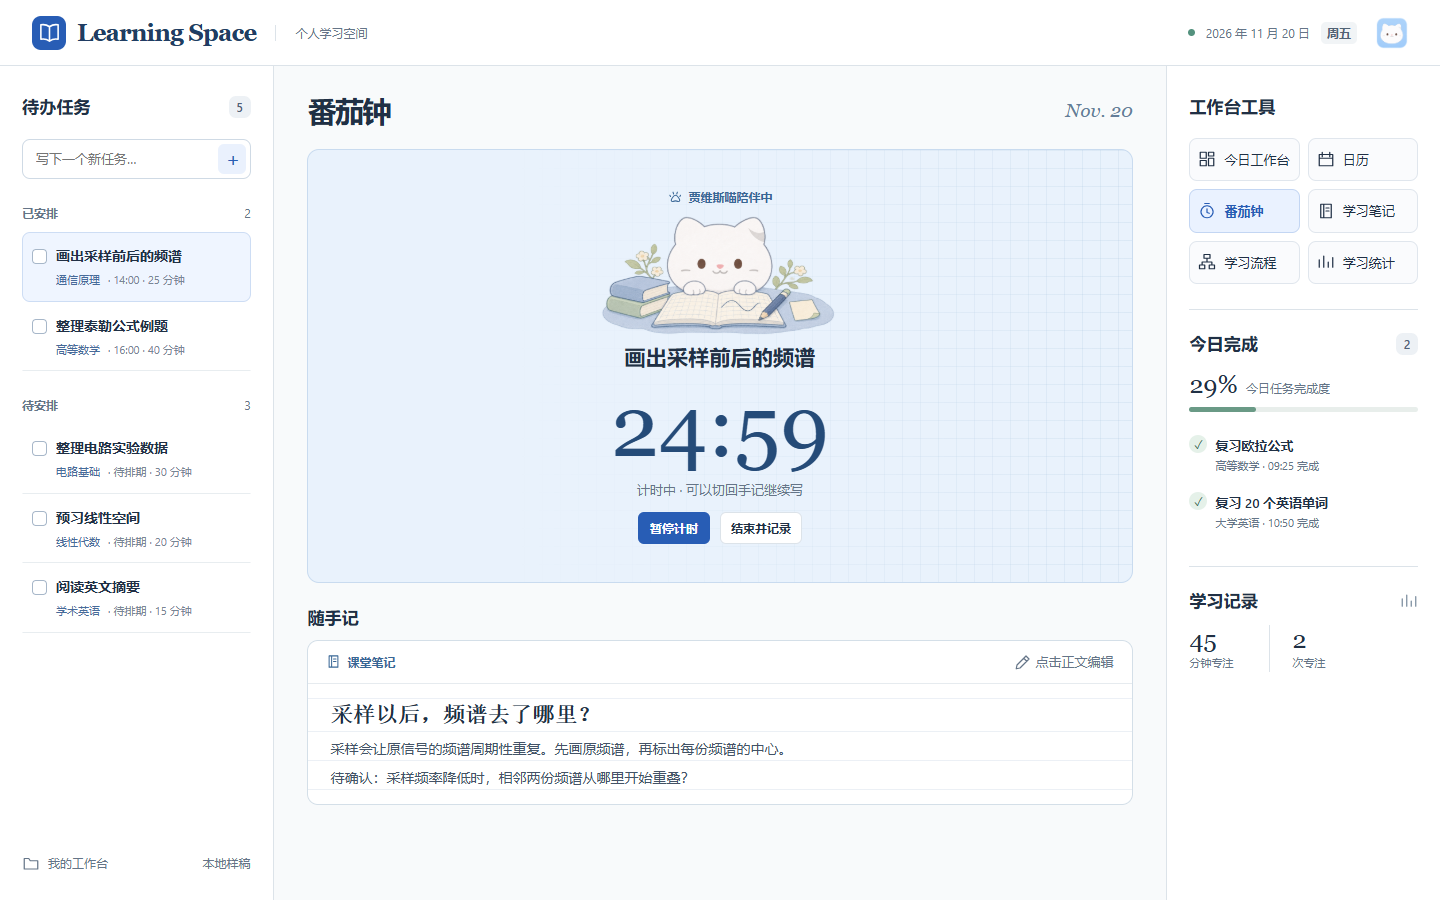 Learning Space
个人学习空间
2026 年 11 月 20 日
周五
待办任务
5
写下一个新任务...
+
已安排
2
画出采样前后的频谱
通信原理 · 14:00 · 25 分钟
整理泰勒公式例题
高等数学 · 16:00 · 40 分钟
待安排
3
整理电路实验数据
电路基础 · 待排期 · 30 分钟
预习线性空间
线性代数 · 待排期 · 20 分钟
阅读英文摘要
学术英语 · 待排期 · 15 分钟
我的工作台
本地样稿
番茄钟
Nov. 20
贾维斯喵陪伴中
画出采样前后的频谱
24:59
计时中 · 可以切回手记继续写
暂停计时
结束并记录
随手记
课堂笔记
点击正文编辑
采样以后，频谱去了哪里？
采样会让原信号的频谱周期性重复。先画原频谱，再标出每份频谱的中心。
待确认：采样频率降低时，相邻两份频谱从哪里开始重叠？
工作台工具
今日工作台
日历
番茄钟
学习笔记
学习流程
学习统计
今日完成
2
29%
今日任务完成度
复习欧拉公式
高等数学 · 09:25 完成
复习 20 个英语单词
大学英语 · 10:50 完成
学习记录
45
分钟专注
2
次专注